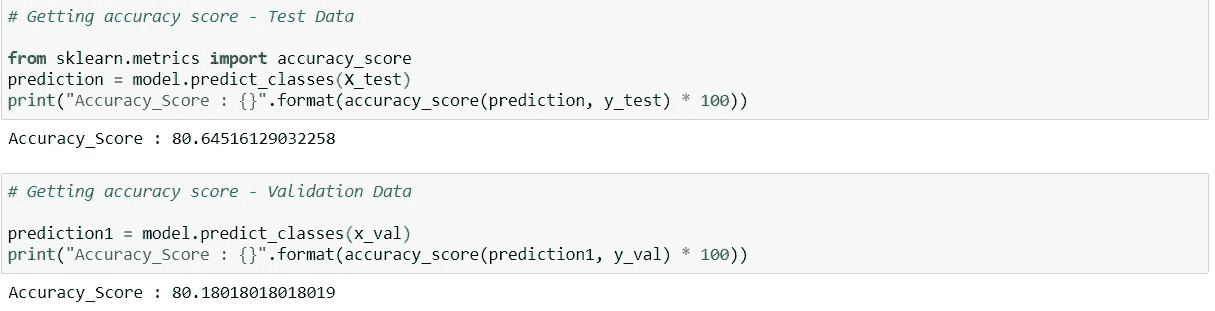 # Getting accuracy score - Test Data
from sklearn.metrics import accuracy_score
prediction = model.predict_classes(X_test)
print("Accuracy_Score : {}".format(accuracy_score(prediction, y_test) * 100))
Accuracy_Score : 80.64516129032258
# Getting accuracy score - Validation Data
prediction1 = model.predict_classes(x_val)
print("Accuracy_Score : {}".format(accuracy_score(prediction1, y_val) * 100))
Accuracy_Score : 80.18018018018019